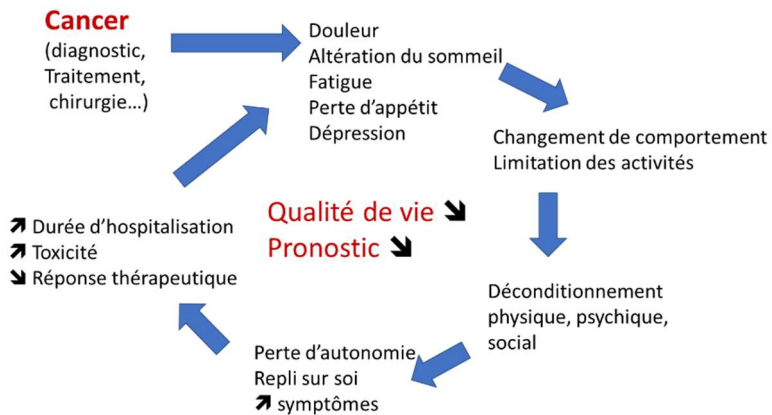 Cancer
(diagnostic,
Traitement,
chirurgie…)
Douleur
Altération du sommeil
Fatigue
Perte d’appétit
Dépression
Changement de comportement
Limitation des activités
Déconditionnement
physique, psychique,
social
Perte d’autonomie
Repli sur soi
↗ symptômes
↗ Durée d’hospitalisation
↗ Toxicité
↘ Réponse thérapeutique
Qualité de vie ↘
Pronostic ↘